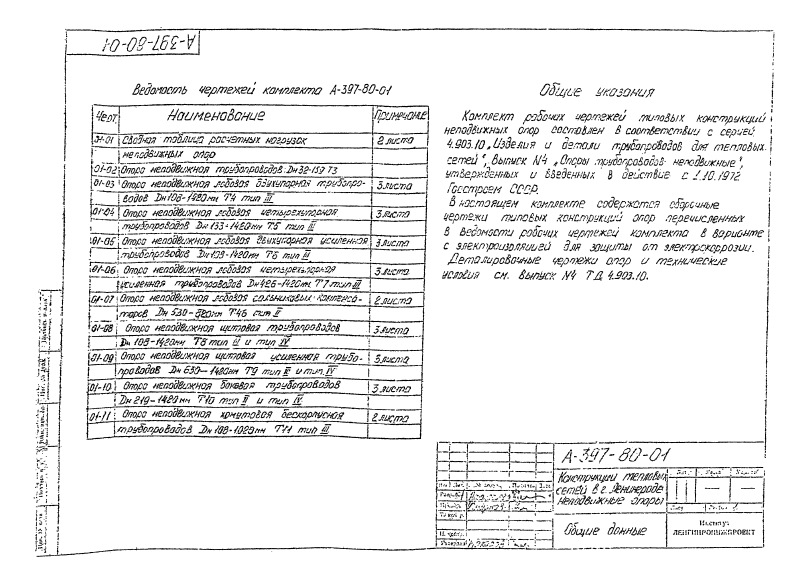 А-397-80-01
Ведомость чертежей комплекта А-397-80-01
Черт. Наименование Примечание
01-01 Сводная таблица расчетных нагрузок 2 листа
неподвижных опор
01-02 Опора неподвижная трубопроводов Дн 32-159 Т3
01-03 Опора неподвижная лобовая двухупорная трубопро- 3 листа
водов Дн 108-1420мм Т4 тип III
01-04 Опора неподвижная лобовая четырехупорная 3 листа
трубопроводов Дн 133-1420мм Т5 тип III
01-05 Опора неподвижная лобовая двухупорная усиленная 3 листа
трубопроводов Дн 108-1420мм Т6 тип III
01-06 Опора неподвижная лобовая четырехупорная 3 листа
усиленная трубопроводов Дн 426-1420мм Т7 тип III
01-07 Опора неподвижная лобовая сальниковых компенса- 2 листа
торов Дн 530- Т46 тип II
01-08 Опора неподвижная щитовая трубопроводов 3 листа
Дн 108-1420мм Т8 тип III и тип IV
01-09 Опора неподвижная щитовая усиленная трубо- 3 листа
проводов Дн 630-1420мм Т9 тип III и тип IV
01-10 Опора неподвижная боковая трубопроводов 3 листа
Дн 219-1420мм Т10 тип II и тип III
01-11 Опора неподвижная хомутовая бескорпусная 2 листа
трубопроводов Дн 108-1020мм Т11 тип III
Общие указания
Комплект рабочих чертежей типовых конструкций
неподвижных опор составлен в соответствии с серией
4.903.10 „Изделия и детали трубопроводов для тепловых
сетей", выпуск N4 „Опоры трубопроводов неподвижные",
утвержденных и введенных в действие с 1.10.1972
Госстроем СССР.
В настоящем комплекте содержатся сборочные
чертежи типовых конструкций опор перечисленных
в ведомости рабочих чертежей комплекта в варианте
с электроизоляцией для защиты от электрокоррозии.
Деталировочные чертежи опор и технические
условия см. выпуск N4 ТД 4.903.10.
А-397-80-01
Конструкции тепловых
сетей в г. Ленинграде
Неподвижные опоры
Общие данные
Институт
ЛЕНГИПРОИНЖПРОЕКТ